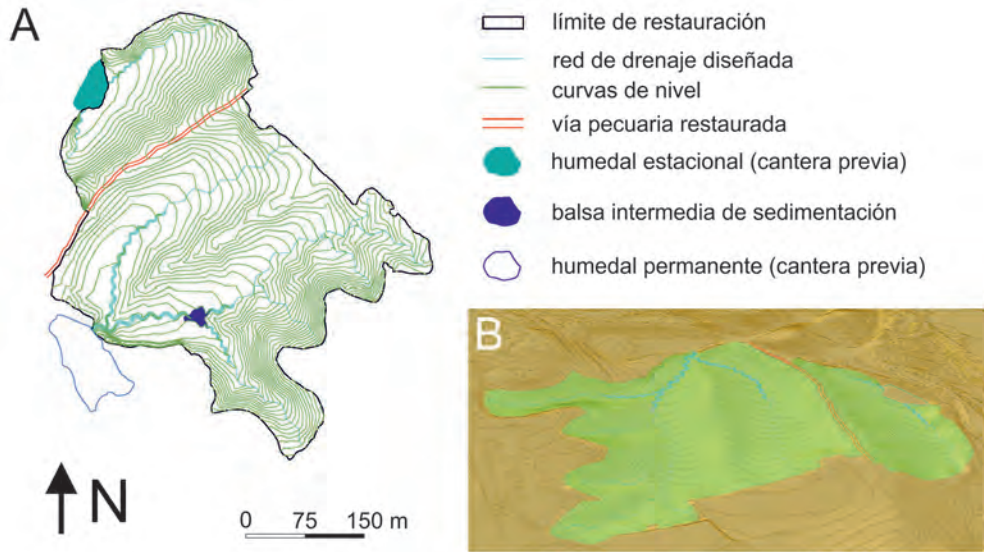 A
límite de restauración
red de drenaje diseñada
curvas de nivel
vía pecuaria restaurada
humedal estacional (cantera previa)
balsa intermedia de sedimentación
humedal permanente (cantera previa)
B
N
0 75 150 m